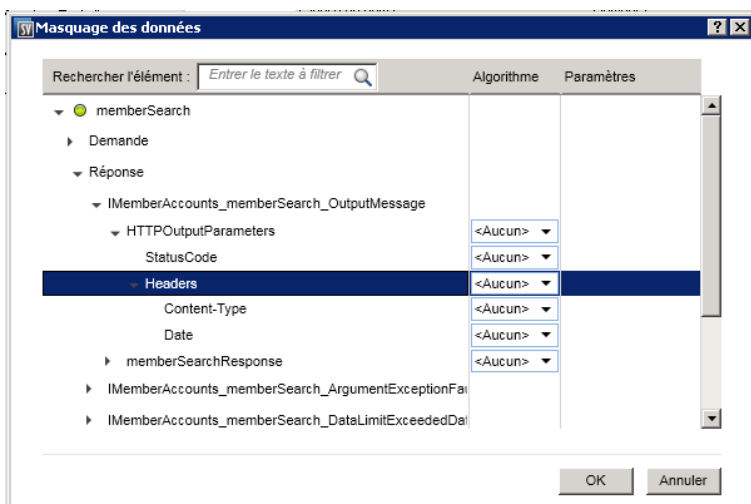 SV Masquage des données
Rechercher l'élément : Entrer le texte à filtrer Algorithme Paramètres
memberSearch
Demande
Réponse
IMemberAccounts_memberSearch_OutputMessage
HTTPOutputParameters <Aucun>
StatusCode <Aucun>
Headers <Aucun>
Content-Type <Aucun>
Date <Aucun>
memberSearchResponse <Aucun>
IMemberAccounts_memberSearch_ArgumentExceptionFau
IMemberAccounts_memberSearch_DataLimitExceededDat
OK Annuler